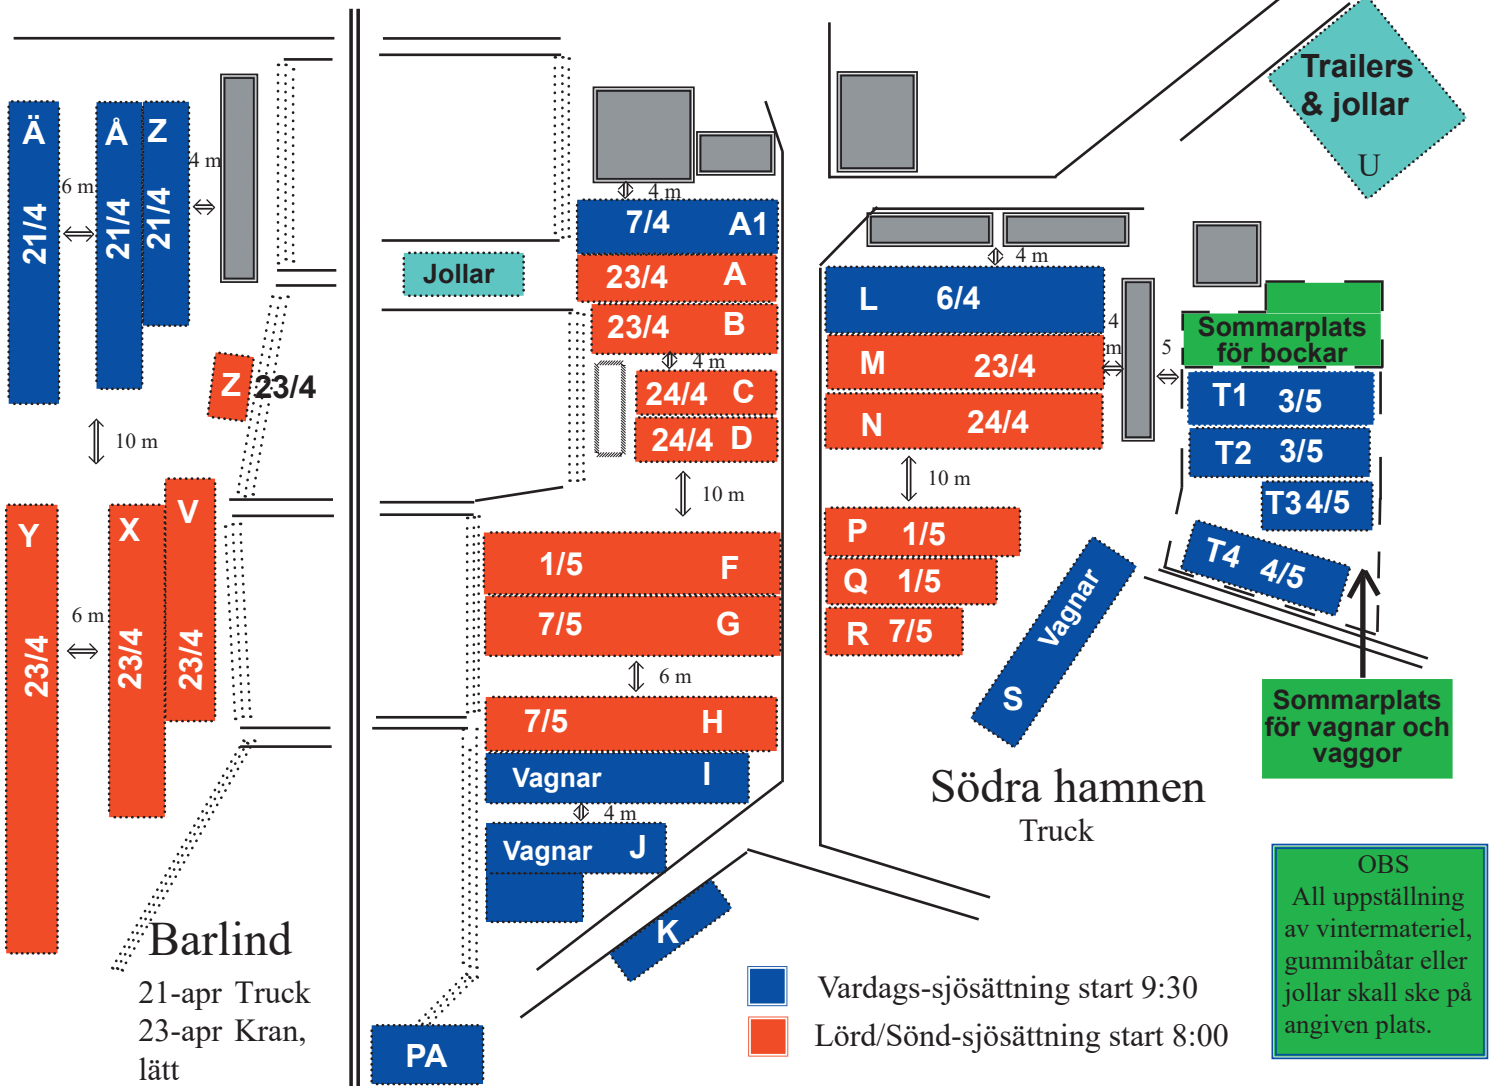 Ä
21/4
6 m
Å
21/4
Z
21/4
4 m
Z 23/4
10 m
Y
23/4
6 m
X
23/4
V
23/4
Barlind
21-apr Truck
23-apr Kran,
lätt
Jollar
4 m
7/4 A1
23/4 A
23/4 B
4 m
24/4 C
24/4 D
10 m
1/5 F
7/5 G
6 m
7/5 H
Vagnar I
4 m
Vagnar J
K
PA
4 m
L 6/4
M 23/4
N 24/4
4
m
5
10 m
P 1/5
Q 1/5
R 7/5
S Vagnar
Södra hamnen
Truck
Trailers
& jollar
U
Sommarplats
för bockar
T1 3/5
T2 3/5
T3 4/5
T4 4/5
Sommarplats
för vagnar och
vaggor
OBS
All uppställning
av vintermateriel,
gummibåtar eller
jollar skall ske på
angiven plats.
Vardags-sjösättning start 9:30
Lörd/Sönd-sjösättning start 8:00